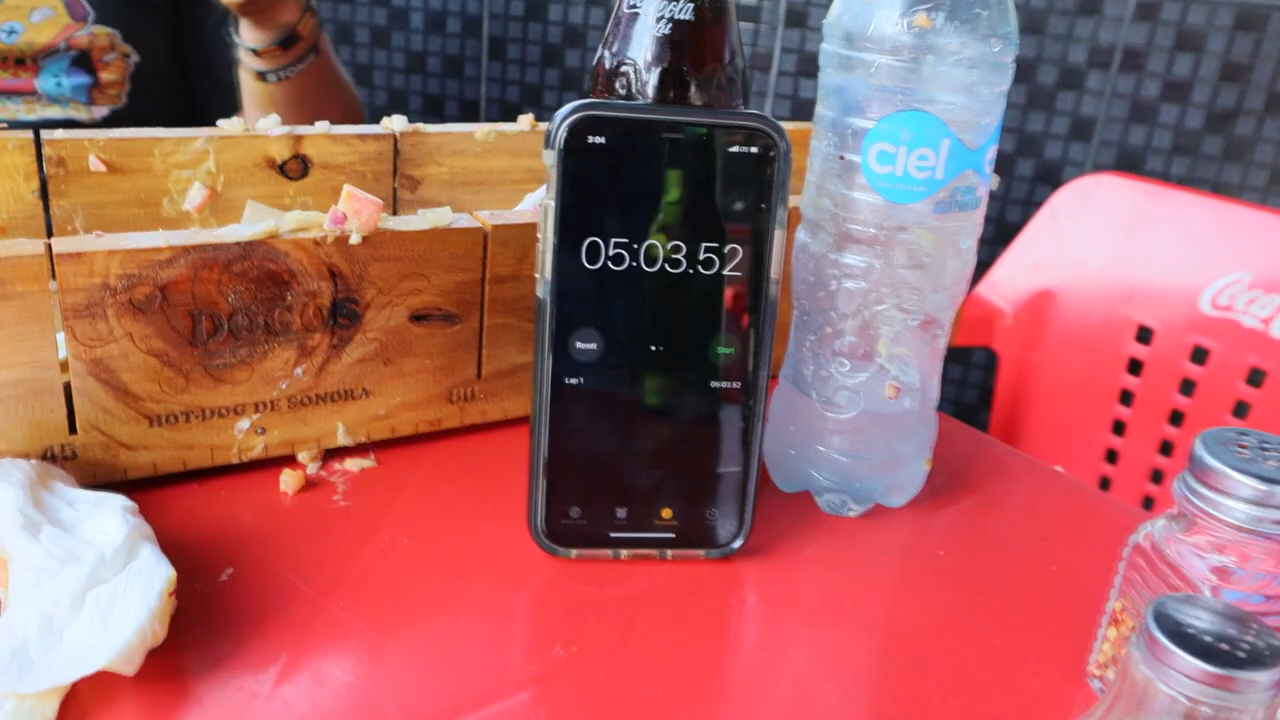 Coca-Cola
ciel
3:04
LTE
05:03.52
Reset
Start
Lap 1
05:03.52
DOGOS
HOT-DOG DE SONORA
45
60
Coca